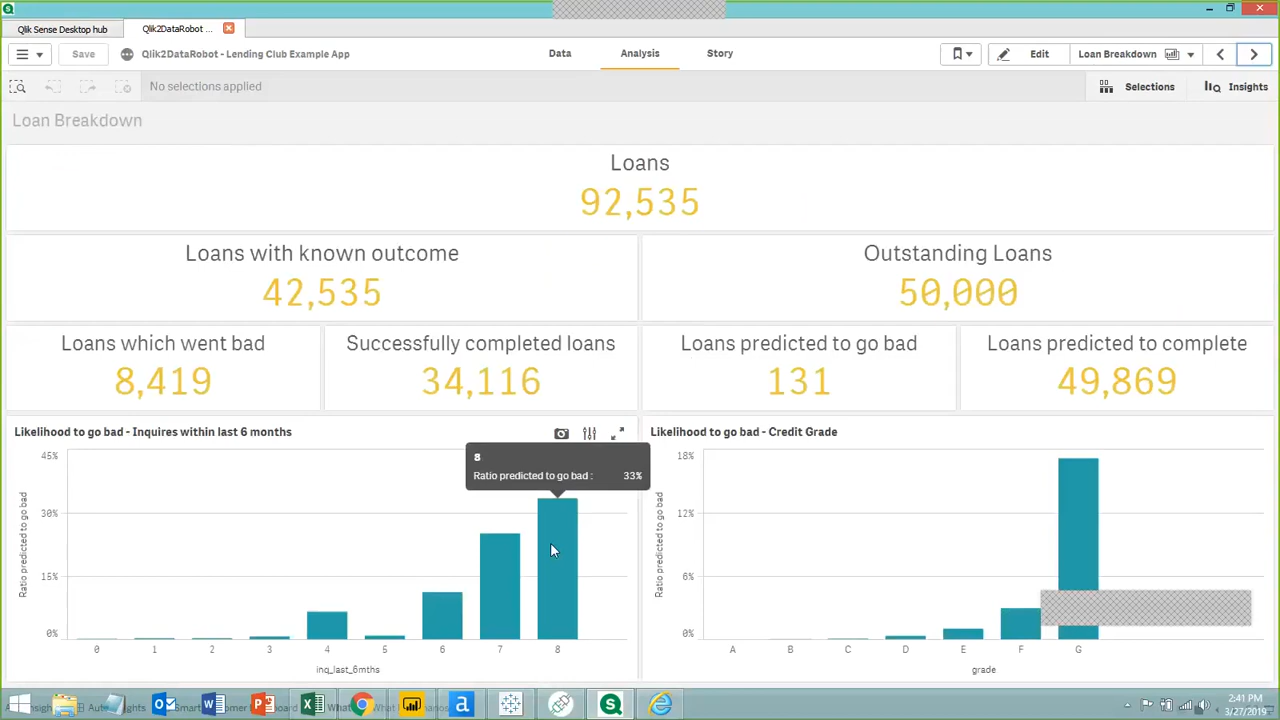 Qlik Sense Desktop hub
Qlik2DataRobot ...
Save
Qlik2DataRobot - Lending Club Example App
Data
Analysis
Story
Edit
Loan Breakdown
No selections applied
Selections
Insights
Loan Breakdown
Loans
92,535
Loans with known outcome
42,535
Outstanding Loans
50,000
Loans which went bad
8,419
Successfully completed loans
34,116
Loans predicted to go bad
131
Loans predicted to complete
49,869
Likelihood to go bad - Inquires within last 6 months
8
Ratio predicted to go bad : 33%
45%
30%
15%
0%
Ratio predicted to go bad
0 1 2 3 4 5 6 7 8
inq_last_6mths
Likelihood to go bad - Credit Grade
18%
12%
6%
0%
Ratio predicted to go bad
A B C D E F G
grade
2:41 PM
3/27/2019